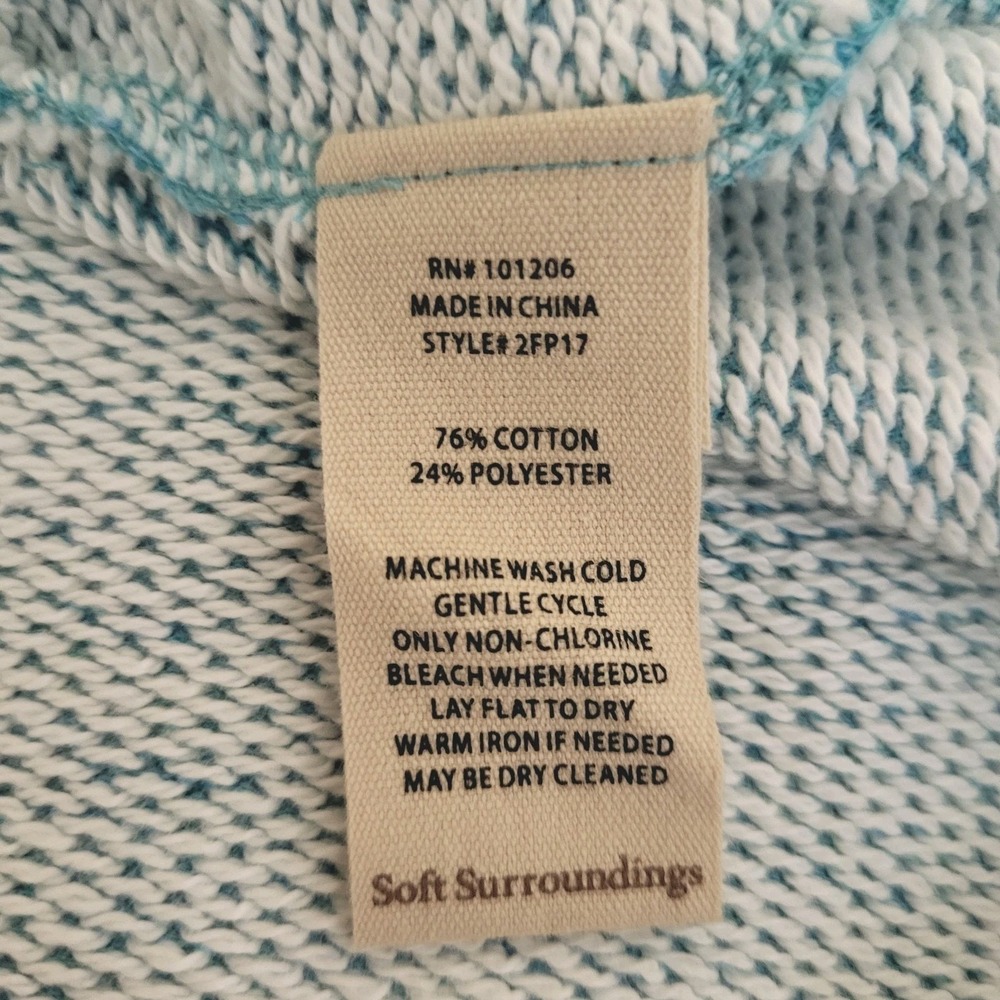 RN# 101206
MADE IN CHINA
STYLE# 2FP17
76% COTTON
24% POLYESTER
MACHINE WASH COLD
GENTLE CYCLE
ONLY NON-CHLORINE
BLEACH WHEN NEEDED
LAY FLAT TO DRY
WARM IRON IF NEEDED
MAY BE DRY CLEANED
Soft Surroundings